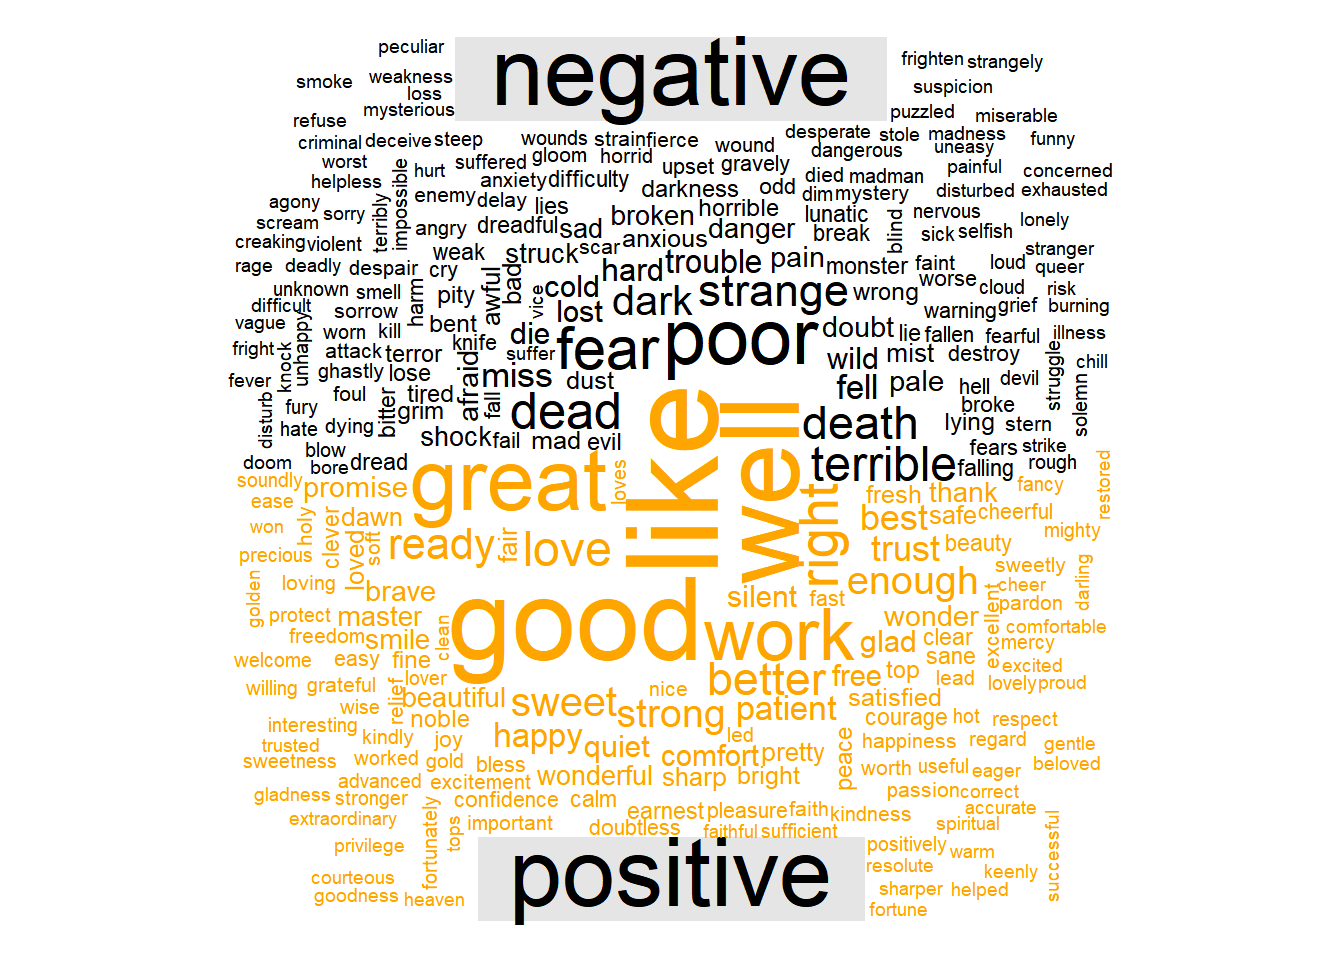 negative
peculiar
frighten strangely
smoke weakness suspicion
loss
mysterious puzzled miserable
refuse
criminal deceive steep wounds strain fierce wound desperate stole madness funny
worst suffered gloom horrid upset gravely dangerous uneasy
helpless impossible hurt anxiety difficulty darkness odd died madman painful concerned
agony enemy delay lies dim mystery disturbed exhausted
scream sorry terribly angry dreadful sad broken horrible lunatic blind nervous lonely
creaking violent weak struck scar anxious danger break sick selfish stranger
rage deadly despair cry bad hard trouble pain monster faint loud queer
unknown smell harm pity awful vice cold dark strange wrong worse cloud risk
difficult sorrow bent lost warning grief burning
vague worn kill knife die fear poor doubt lie fallen fearful illness
fright knock unhappy attack terror suffer wild mist destroy struggle chill
fever ghastly lose afraid miss dust fell pale hell devil solemn
disturb fury foul bitter tired grim fall dead death broke
hate dying shock fail mad evil lying stern
doom blow bore dread terrible fears strike falling rough
soundly promise great loves like well right fresh thank fancy restored
ease holy clever dawn best safe cheerful
won loved soft ready fair love trust beauty mighty
precious sweetly
golden loving brave silent fast enough excellent cheer darling
protect master good work wonder pardon
freedom smile clean glad clear comfortable
welcome easy fine better free top sane mercy
willing grateful relief lover nice lead lovely proud excited
wise beautiful sweet strong patient satisfied
interesting noble courage hot respect
trusted kindly joy happy quiet led comfort pretty peace happiness regard gentle
sweetness worked gold bless worth useful eager beloved
advanced excitement wonderful sharp bright
gladness stronger confidence calm earnest pleasure faith kindness passion correct
extraordinary fortunately tops important doubtless faithful sufficient spiritual accurate successful
privilege positively warm
courteous resolute keenly
goodness heaven sharper helped
fortune
positive